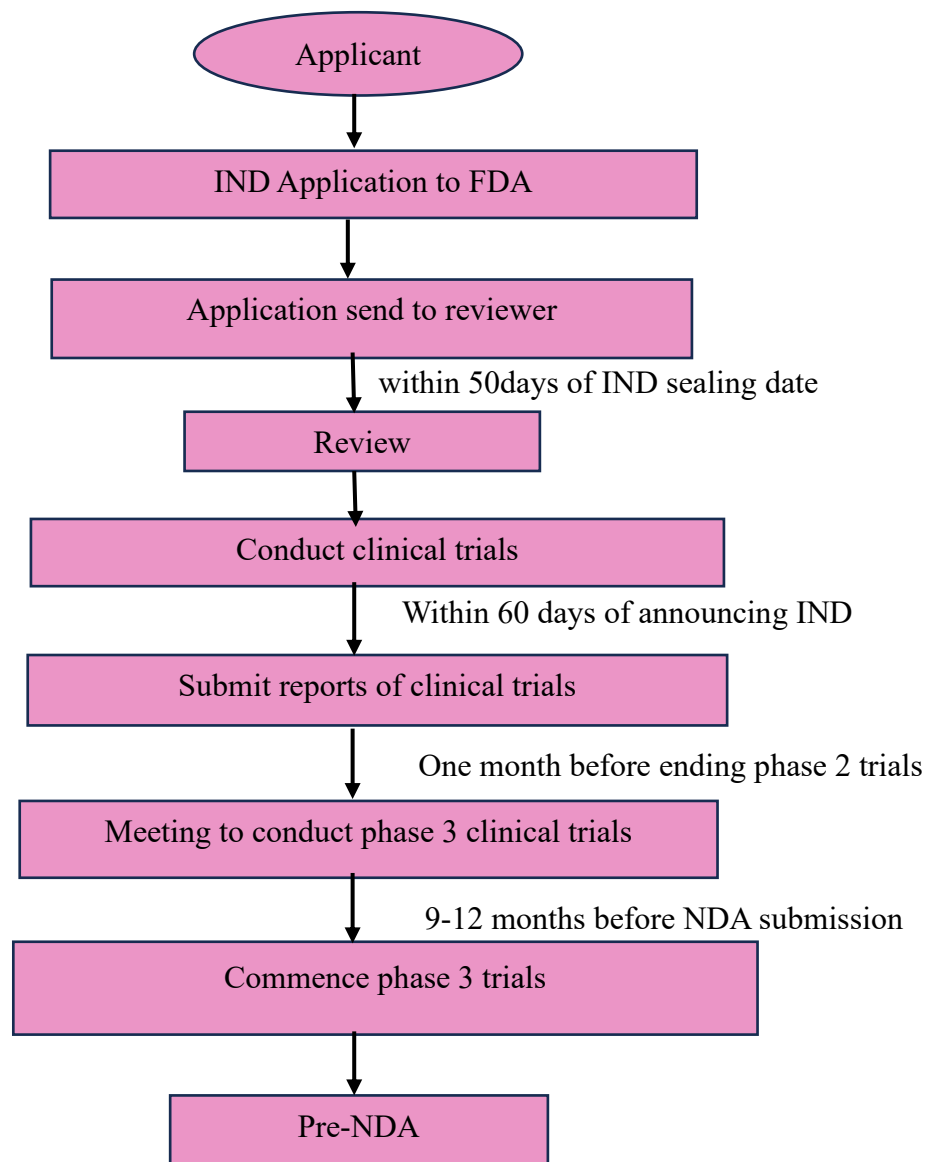 Applicant
IND Application to FDA
Application send to reviewer
within 50days of IND sealing date
Review
Conduct clinical trials
Within 60 days of announcing IND
Submit reports of clinical trials
One month before ending phase 2 trials
Meeting to conduct phase 3 clinical trials
9-12 months before NDA submission
Commence phase 3 trials
Pre-NDA